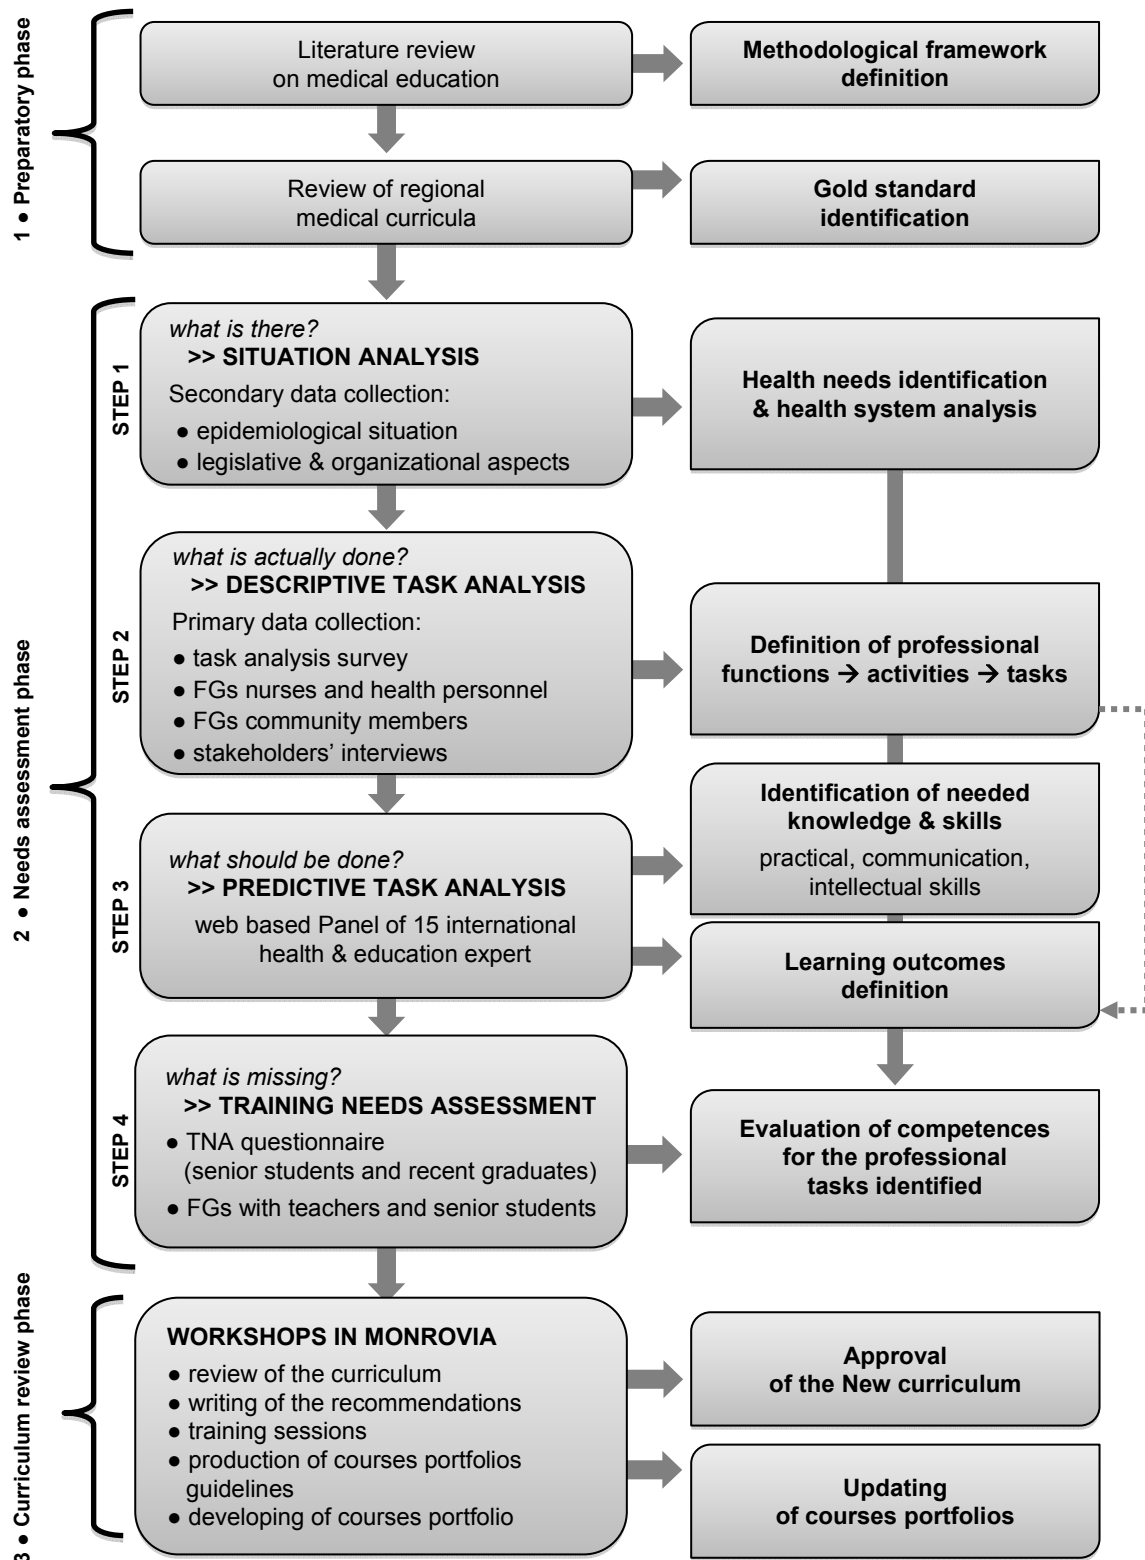 1 ● Preparatory phase
Literature review
on medical education
Methodological framework
definition
Review of regional
medical curricula
Gold standard
identification
2 ● Needs assessment phase
STEP 1
what is there?
>> SITUATION ANALYSIS
Secondary data collection:
● epidemiological situation
● legislative & organizational aspects
Health needs identification
& health system analysis
STEP 2
what is actually done?
>> DESCRIPTIVE TASK ANALYSIS
Primary data collection:
● task analysis survey
● FGs nurses and health personnel
● FGs community members
● stakeholders’ interviews
Definition of professional
functions → activities → tasks
STEP 3
what should be done?
>> PREDICTIVE TASK ANALYSIS
web based Panel of 15 international
health & education expert
Identification of needed
knowledge & skills
practical, communication,
intellectual skills
Learning outcomes
definition
STEP 4
what is missing?
>> TRAINING NEEDS ASSESSMENT
● TNA questionnaire
(senior students and recent graduates)
● FGs with teachers and senior students
Evaluation of competences
for the professional
tasks identified
3 ● Curriculum review phase
WORKSHOPS IN MONROVIA
● review of the curriculum
● writing of the recommendations
● training sessions
● production of courses portfolios
guidelines
● developing of courses portfolio
Approval
of the New curriculum
Updating
of courses portfolios